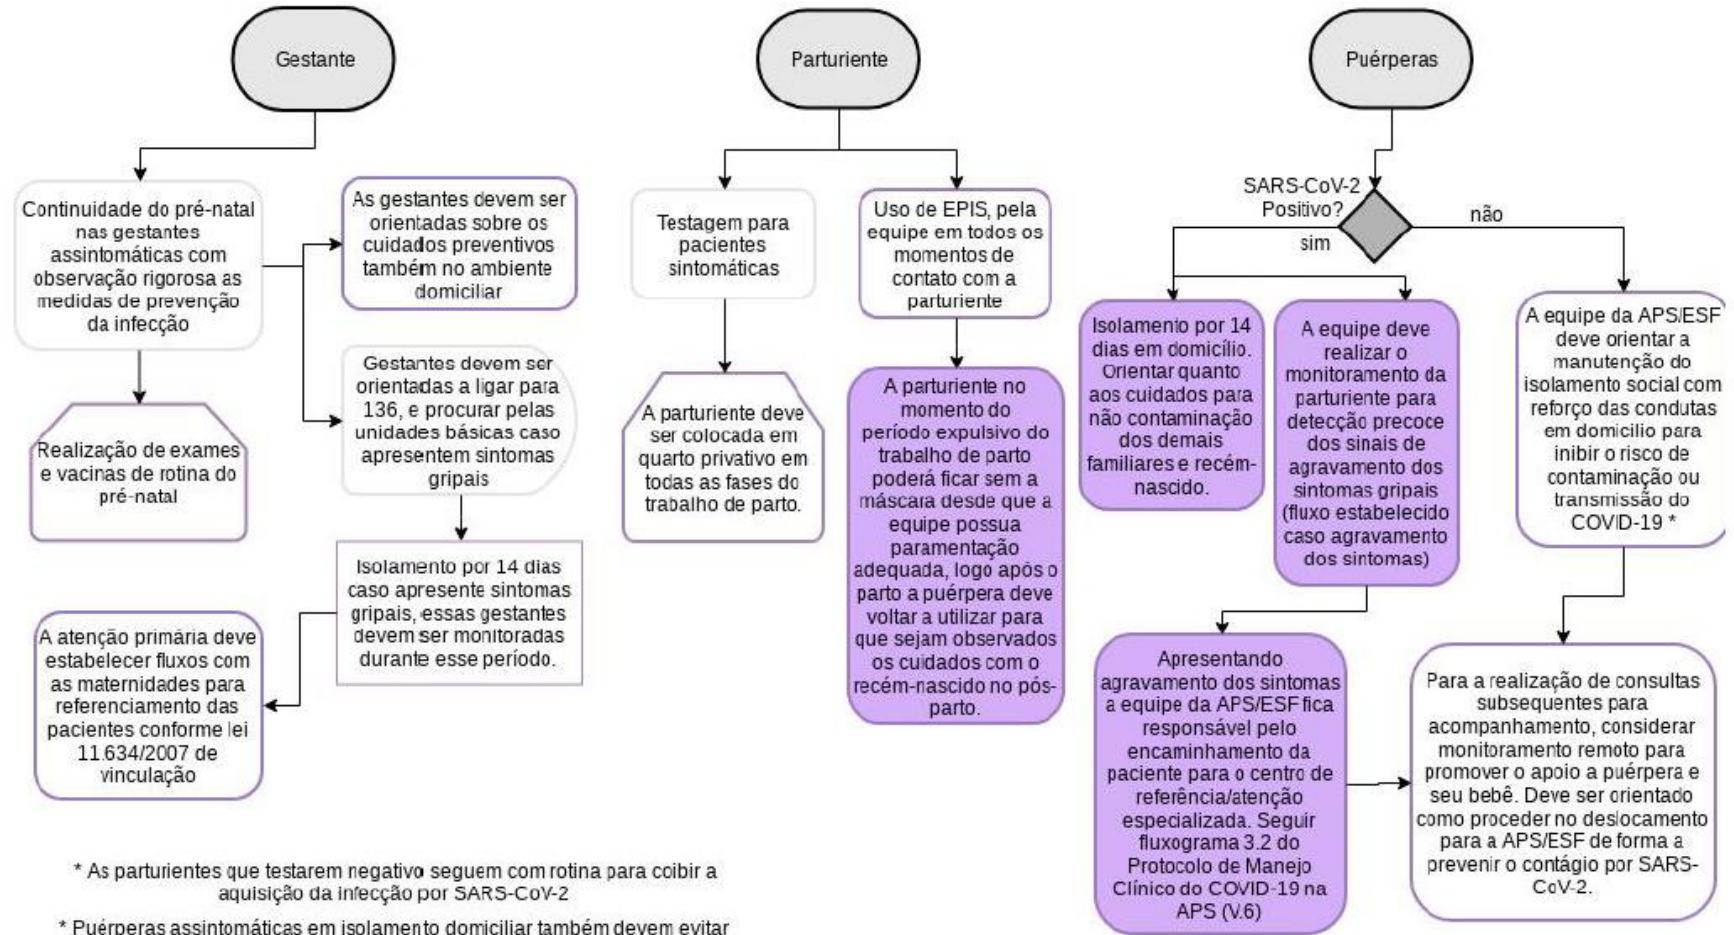 Gestante
Continuidade do pré-natal
nas gestantes
assintomáticas com
observação rigorosa as
medidas de prevenção
da infecção
As gestantes devem ser
orientadas sobre os
cuidados preventivos
também no ambiente
domiciliar
Gestantes devem ser
orientadas a ligar para
136, e procurar pelas
unidades básicas caso
apresentem sintomas
gripais
Realização de exames
e vacinas de rotina do
pré-natal
Isolamento por 14 dias
caso apresente sintomas
gripais, essas gestantes
devem ser monitoradas
durante esse período.
A atenção primária deve
estabelecer fluxos com
as maternidades para
referenciamento das
pacientes conforme lei
11.634/2007 de
vinculação
Parturiente
Testagem para
pacientes
sintomáticas
A parturiente deve
ser colocada em
quarto privativo em
todas as fases do
trabalho de parto.
Uso de EPIS, pela
equipe em todos os
momentos de
contato com a
parturiente
A parturiente no
momento do
período expulsivo do
trabalho de parto
poderá ficar sem a
máscara desde que a
equipe possua
paramentação
adequada, logo após o
parto a puérpera deve
voltar a utilizar para
que sejam observados
os cuidados com o
recém-nascido no pós-
parto.
Puérperas
SARS-CoV-2
Positivo?
sim
não
Isolamento por 14
dias em domicílio.
Orientar quanto
aos cuidados para
não contaminação
dos demais
familiares e recém-
nascido.
A equipe deve
realizar o
monitoramento da
parturiente para
detecção precoce
dos sinais de
agravamento dos
sintomas gripais
(fluxo estabelecido
caso agravamento
dos sintomas)
A equipe da APS/ESF
deve orientar a
manutenção do
isolamento social com
reforço das condutas
em domicilio para
inibir o risco de
contaminação ou
transmissão do
COVID-19 *
Apresentando
agravamento dos sintomas
a equipe da APS/ESF fica
responsável pelo
encaminhamento da
paciente para o centro de
referência/atenção
especializada. Seguir
fluxograma 3.2 do
Protocolo de Manejo
Clínico do COVID-19 na
APS (V.6)
Para a realização de consultas
subsequentes para
acompanhamento, considerar
monitoramento remoto para
promover o apoio a puérpera e
seu bebê. Deve ser orientado
como proceder no deslocamento
para a APS/ESF de forma a
prevenir o contágio por SARS-
CoV-2.
* As parturientes que testarem negativo seguem com rotina para coibir a
aquisição da infecção por SARS-CoV-2
* Puérperas assintomáticas em isolamento domiciliar também devem evitar